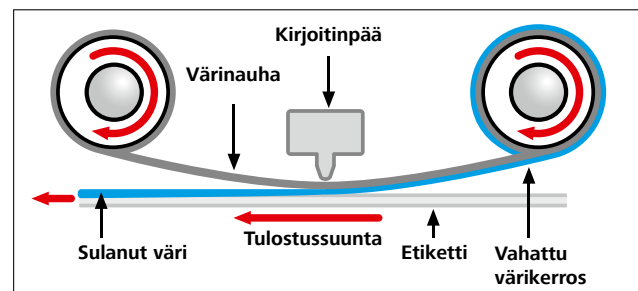 Kirjoitinpää
Värinauha
Sulanut väri
Tulostussuunta
Etiketti
Vahattu
värikerros